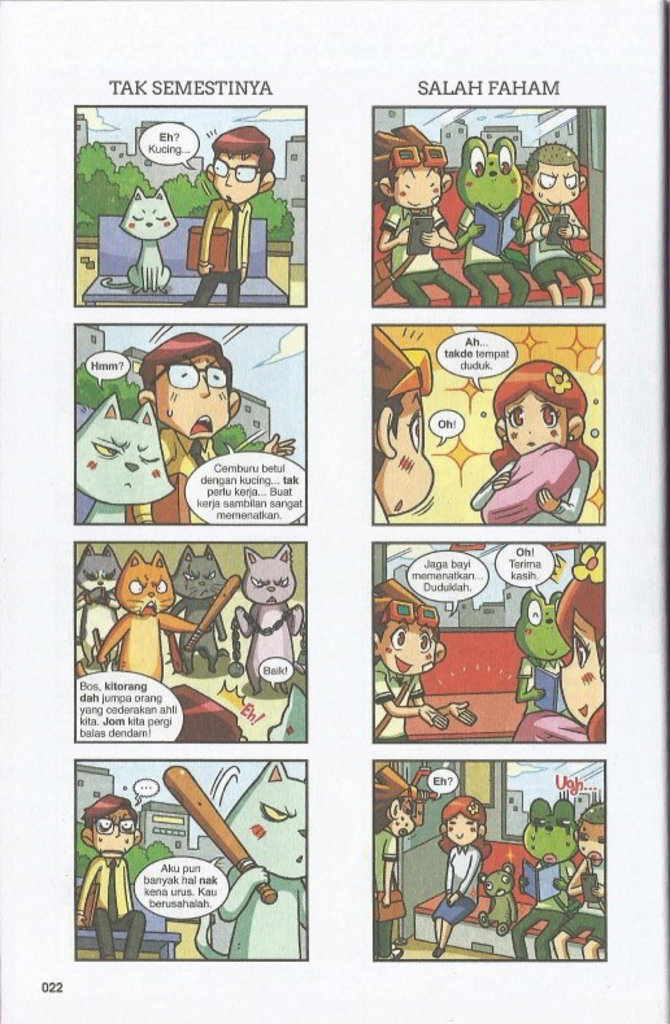 TAK SEMESTINYA
Eh?
Kucing...
Hmm?
Cemburu betul
dengan kucing... tak
perlu kerja... Buat
kerja sambilan sangat
memenatkan.
Baik!
Bos, kitorang
dah jumpa orang
yang cederakan ahli
kita. Jom kita pergi
balas dendam!
Eh!
...
Aku pun
banyak hal nak
kena urus. Kau
berusahalah.
SALAH FAHAM
Ah...
takde tempat
duduk.
Oh!
Jaga bayi
memenatkan...
Duduklah.
Oh!
Terima
kasih.
Eh?
Ugh...
022